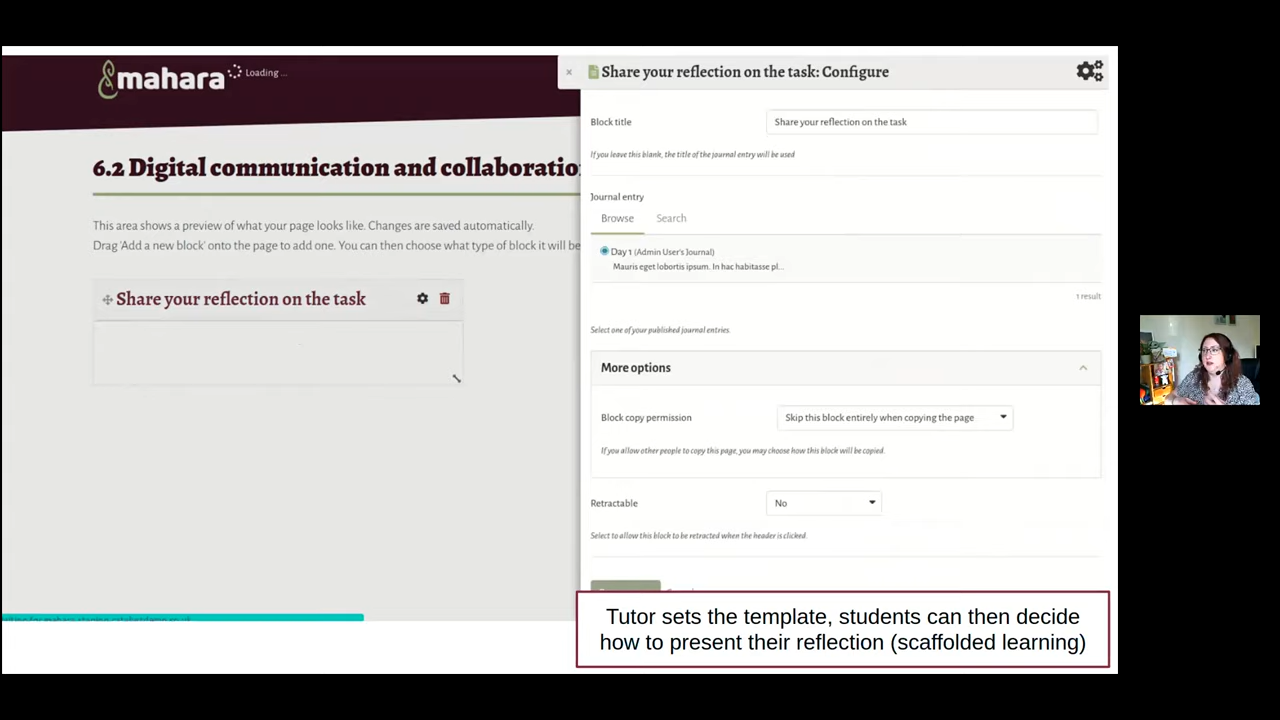 mahara
Loading ...
6.2 Digital communication and collaboratio
This area shows a preview of what your page looks like. Changes are saved automatically.
Drag 'Add a new block' onto the page to add one. You can then choose what type of block it will be
Share your reflection on the task
× Share your reflection on the task: Configure
Block title
Share your reflection on the task
If you leave this blank, the title of the journal entry will be used
Journal entry
Browse Search
Day 1 (Admin User's Journal)
Mauris eget lobortis ipsum. In hac habitasse pl...
1 result
Select one of your published journal entries.
More options
Block copy permission
Skip this block entirely when copying the page
If you allow other people to copy this page, you may choose how this block will be copied.
Retractable
No
Select to allow this block to be retracted when the header is clicked.
Tutor sets the template, students can then decide
how to present their reflection (scaffolded learning)